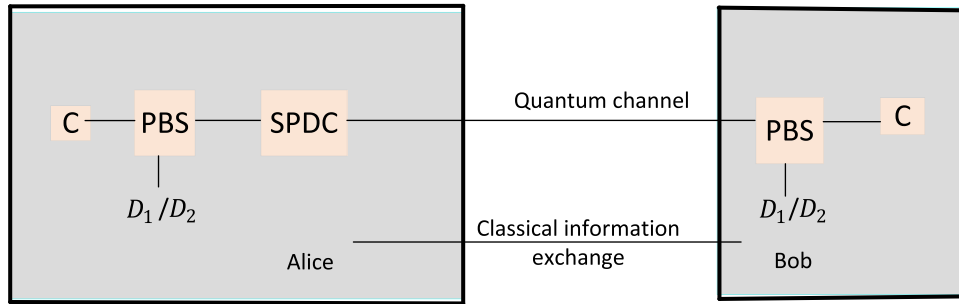 C
PBS
SPDC
D₁/D₂
Alice
Quantum channel
Classical information
exchange
PBS
C
D₁/D₂
Bob